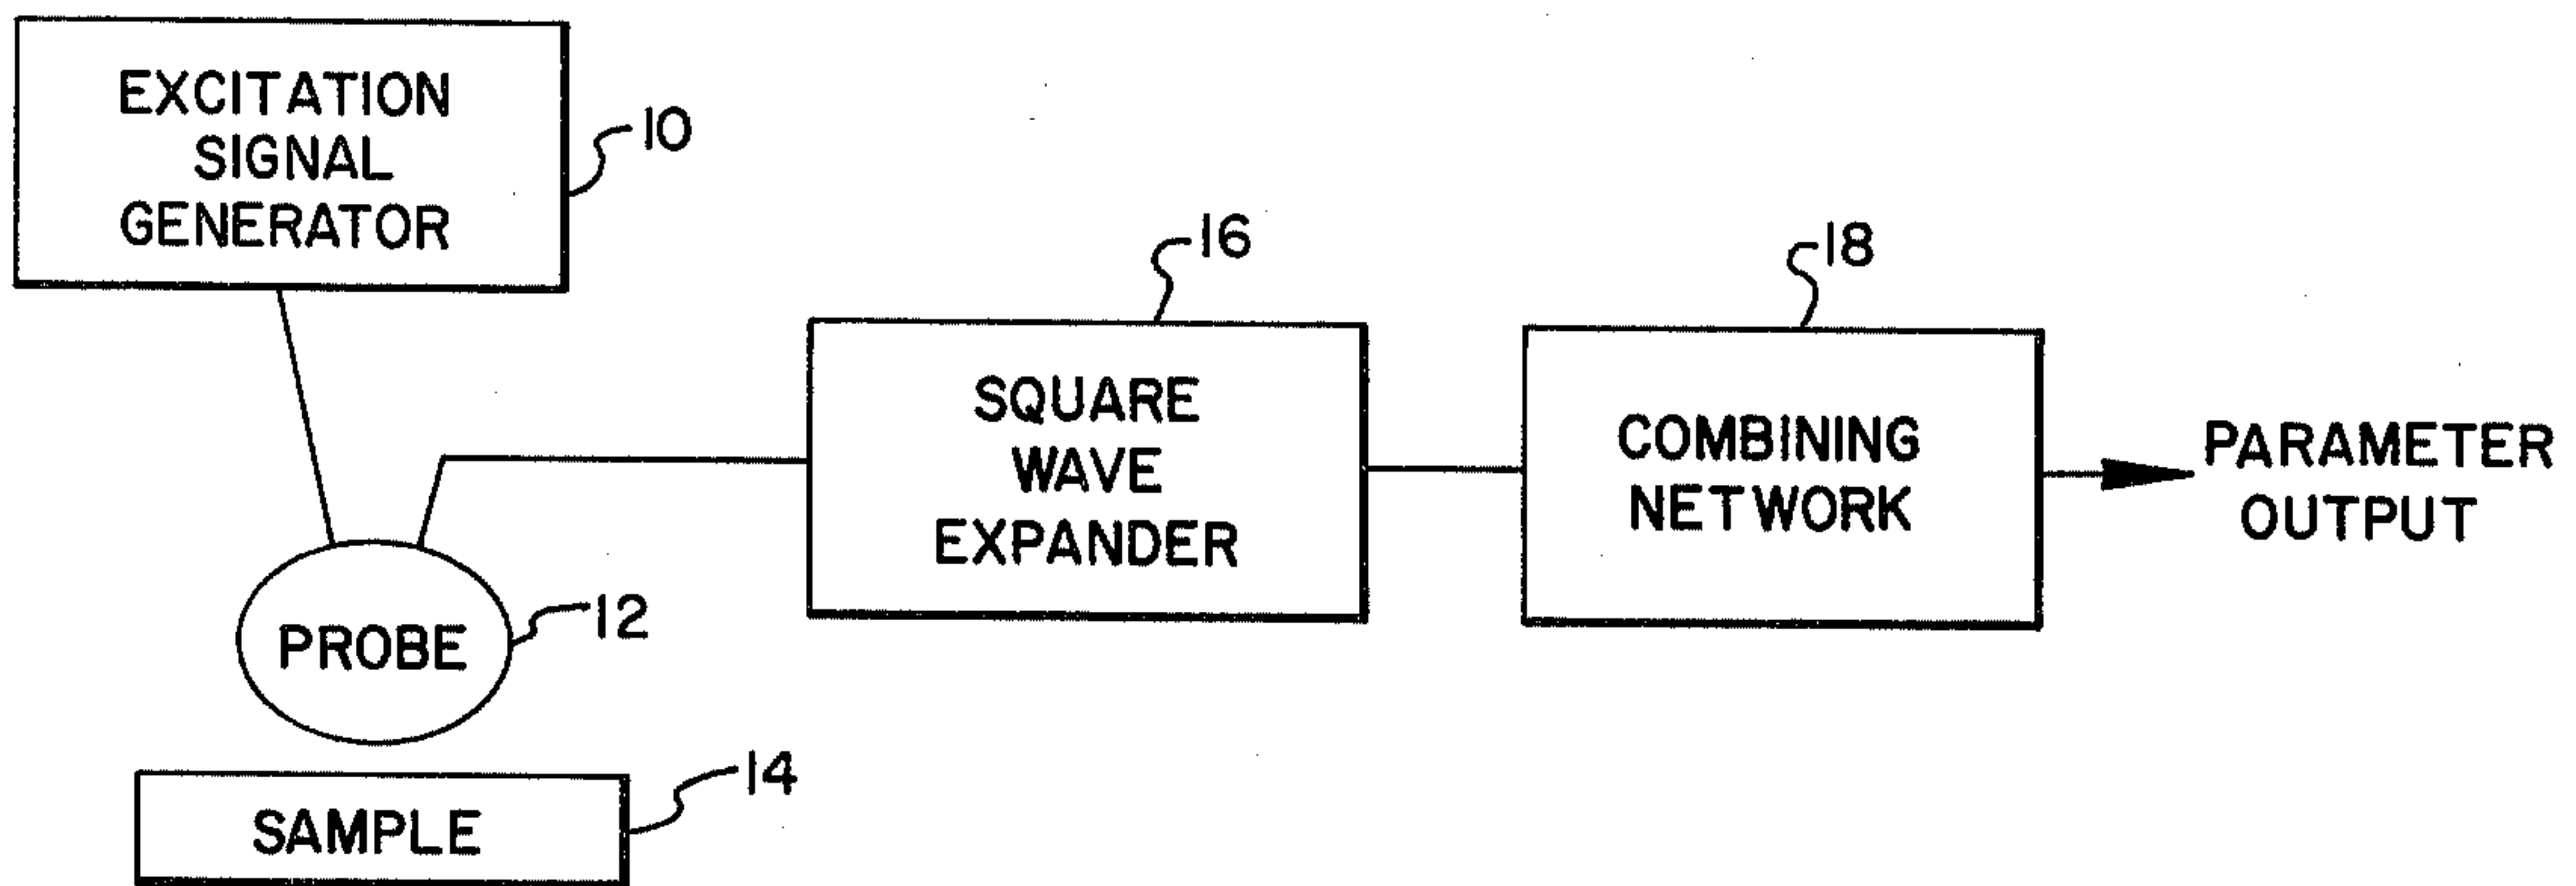 EXCITATION
SIGNAL
GENERATOR
10
16
18
SQUARE
WAVE
EXPANDER
COMBINING
NETWORK
PARAMETER
OUTPUT
PROBE
12
SAMPLE
14